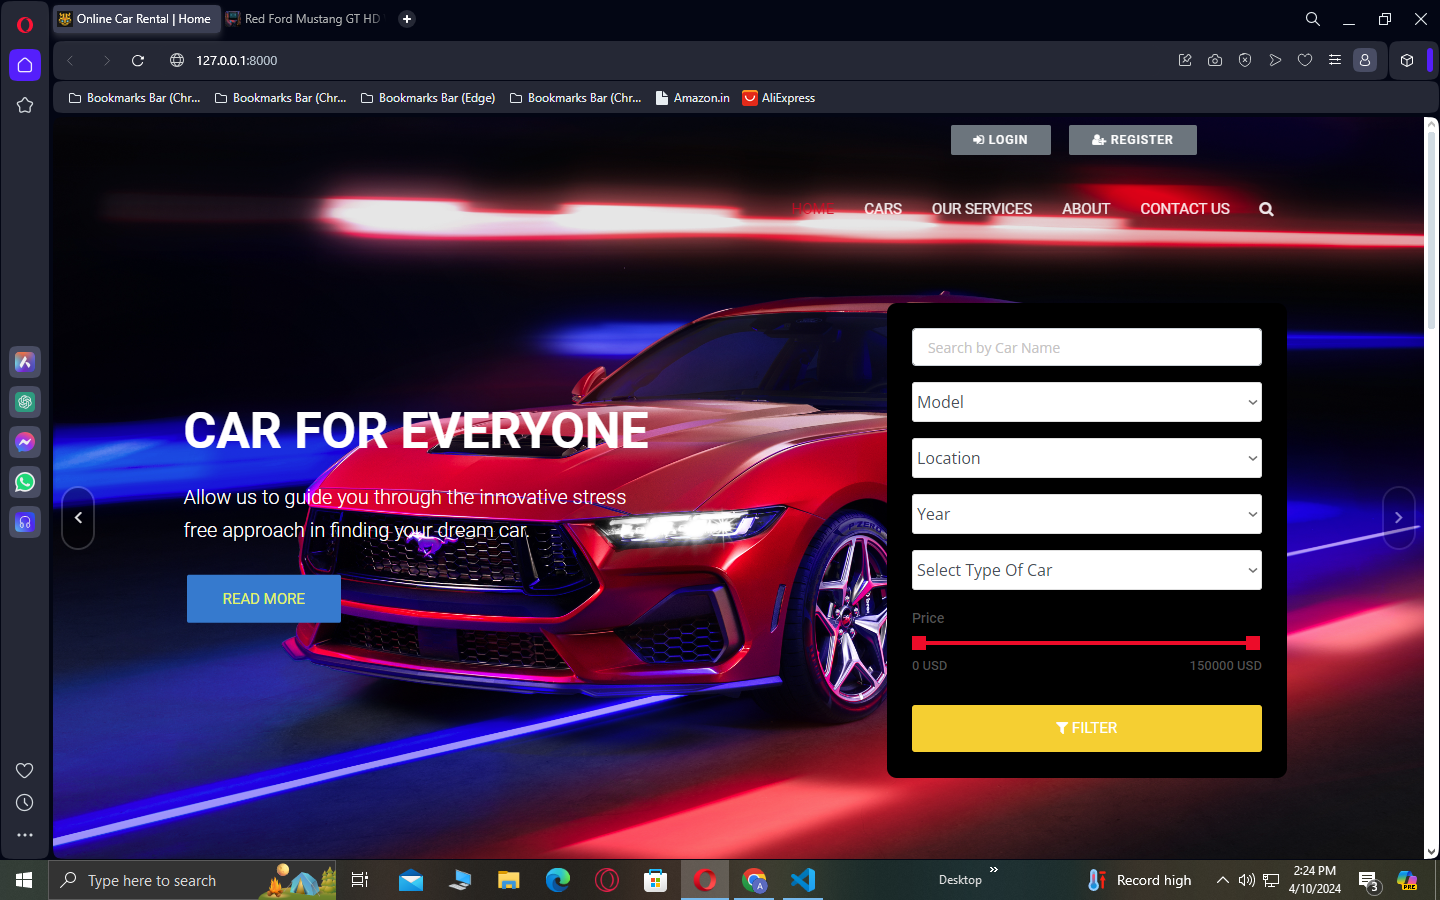 Online Car Rental | Home
Red Ford Mustang GT HD
127.0.0.1:8000
Bookmarks Bar (Chr...
Bookmarks Bar (Chr...
Bookmarks Bar (Edge)
Bookmarks Bar (Chr...
Amazon.in
AliExpress
LOGIN
REGISTER
HOME
CARS
OUR SERVICES
ABOUT
CONTACT US
Search by Car Name
Model
Location
Year
Select Type Of Car
Price
0 USD
150000 USD
FILTER
CAR FOR EVERYONE
Allow us to guide you through the innovative stress
free approach in finding your dream car.
READ MORE
Type here to search
Desktop
Record high
2:24 PM
4/10/2024
3